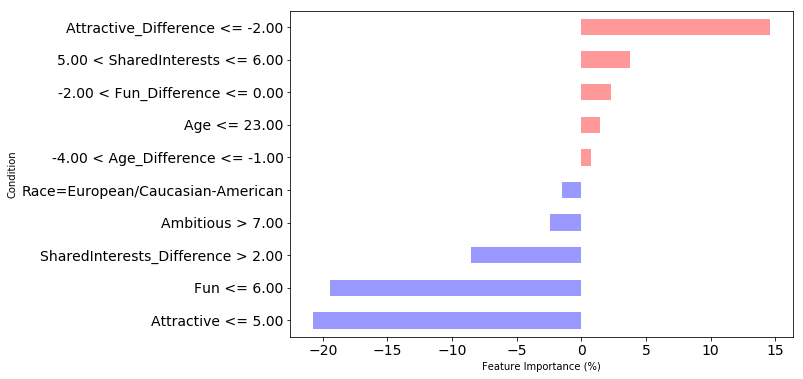 Attractive_Difference <= -2.00
5.00 < SharedInterests <= 6.00
-2.00 < Fun_Difference <= 0.00
Age <= 23.00
-4.00 < Age_Difference <= -1.00
Race=European/Caucasian-American
Ambitious > 7.00
SharedInterests_Difference > 2.00
Fun <= 6.00
Attractive <= 5.00
Condition
−20 −15 −10 −5 0 5 10 15
Feature Importance (%)